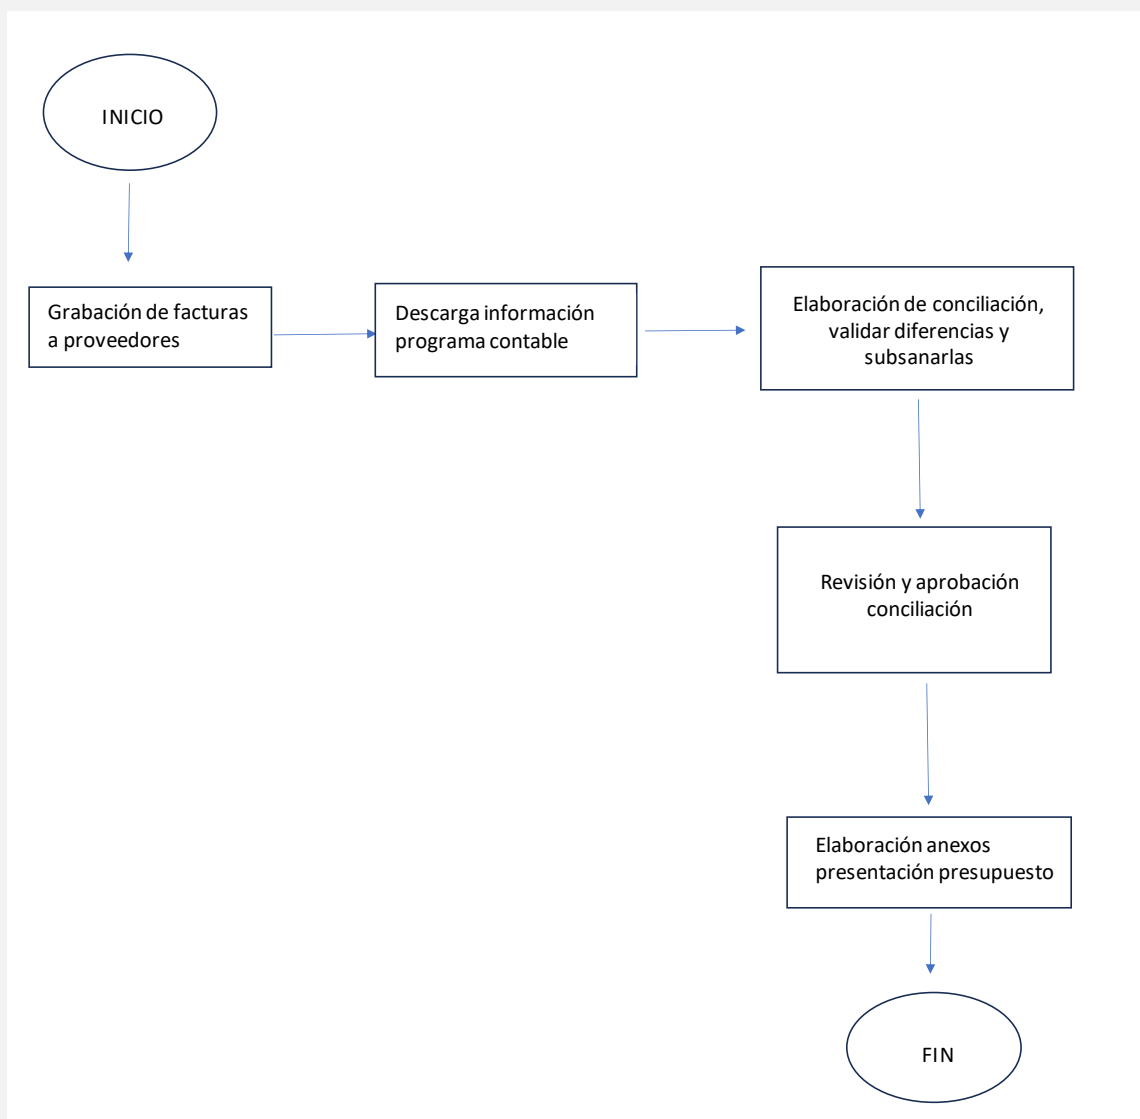 INICIO
Grabación de facturas
a proveedores
Descarga información
programa contable
Elaboración de conciliación,
validar diferencias y
subsanarlas
Revisión y aprobación
conciliación
Elaboración anexos
presentación presupuesto
FIN